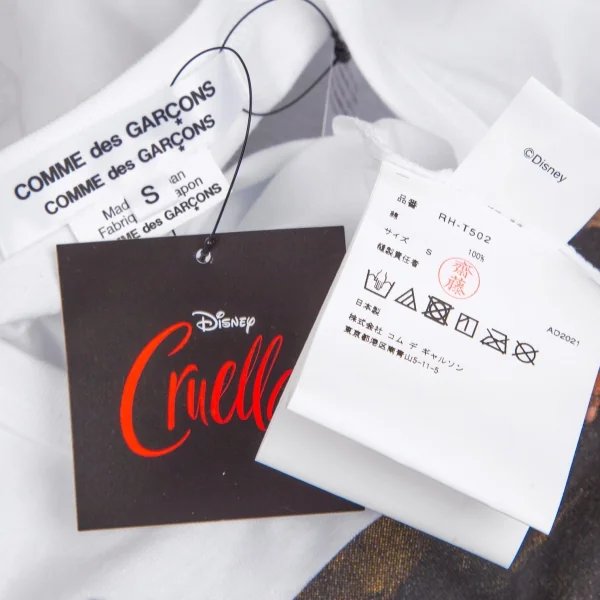 COMME des GARÇONS
COMME des GARÇONS
S
Mad
an
Fabriq
apon
ME des GARÇONS
©Disney
品番 RH-T502
綿 100%
サイズ S
縫製責任者
齋藤
日本製
AD2021
株式会社 コム デ ギャルソン
東京都港区南青山5-11-5
DISNEY
Cruella